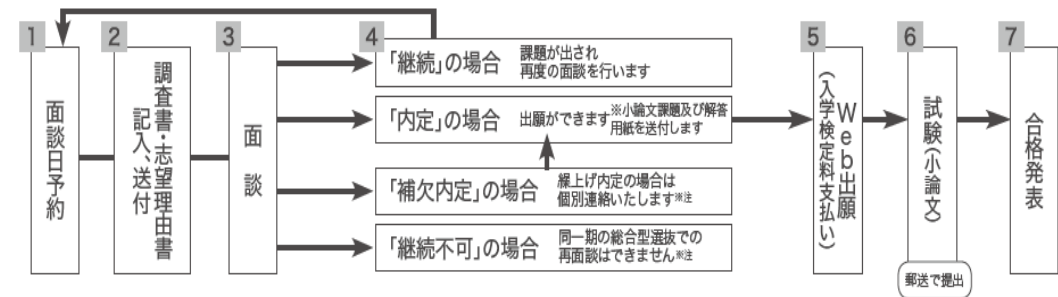 1
面談日予約
2
調査書・志望理由書
記入、送付
3
面談
4
「継続」の場合 課題が出され
再度の面談を行います
「内定」の場合 出願ができます※小論文課題及び解答
用紙を送付します
「補欠内定」の場合 繰上げ内定の場合は
個別連絡いたします※注
「継続不可」の場合 同一期の総合型選抜での
再面談はできません※注
5
Web出願
(入学検定料支払い)
6
試験(小論文)
郵送で提出
7
合格発表